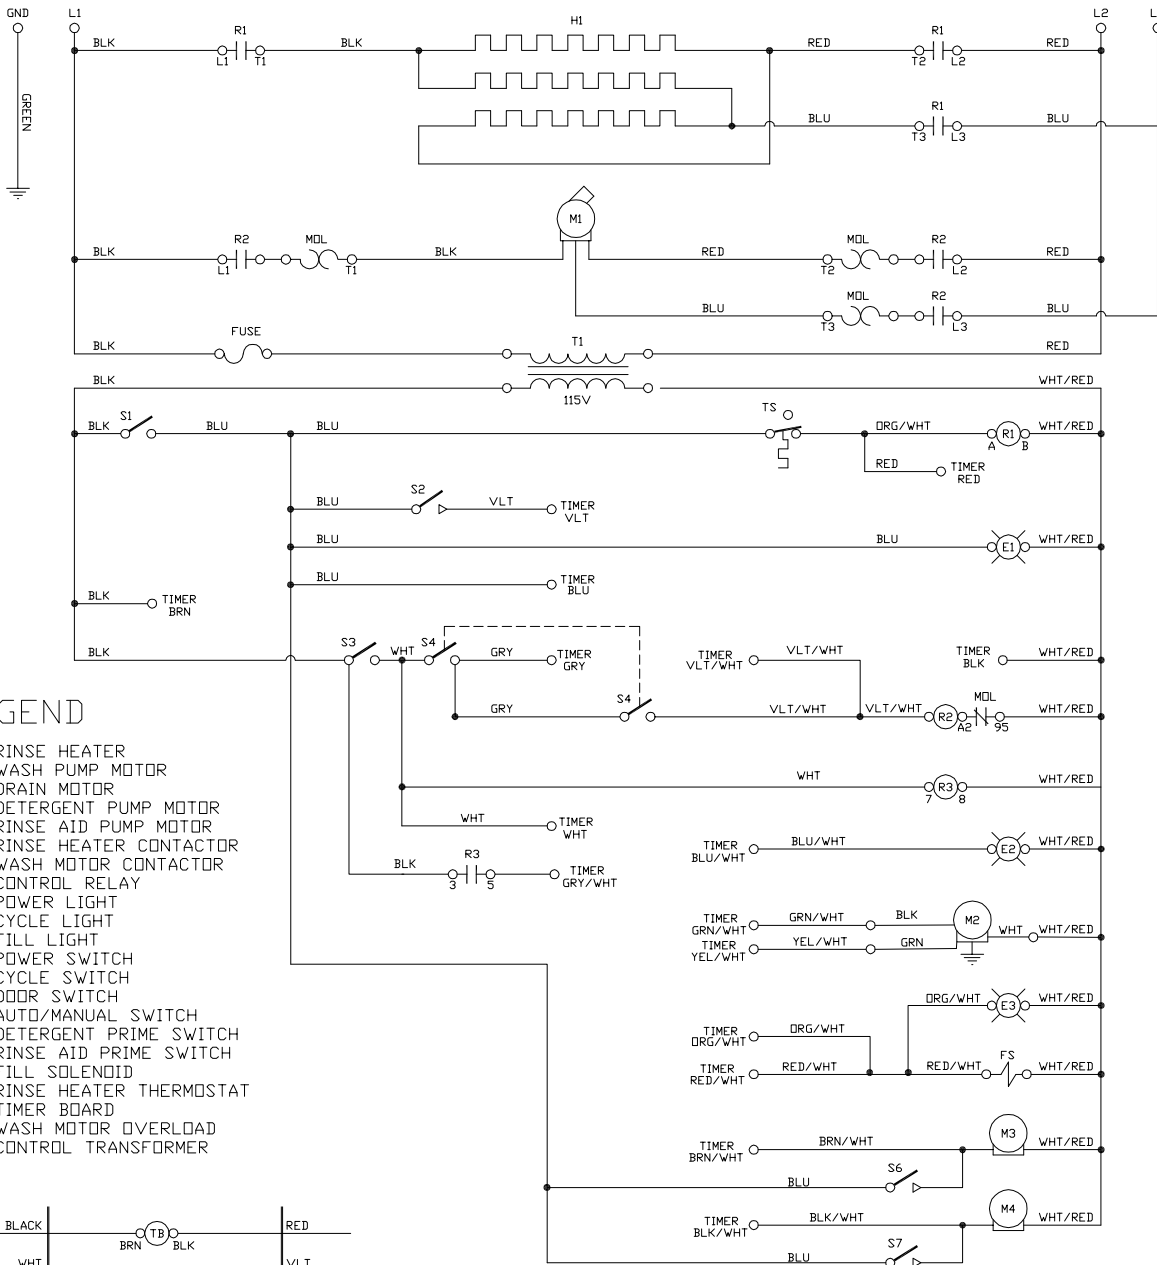 GND L1 H1 L2 L
BLK R1 BLK RED R1 RED
L1 T1 T2 L2
GREEN
R1
BLU BLU
T3 L3
M1
R2 MOL MOL R2
BLK BLK RED RED
L1 T1 T2 L2
MOL R2
BLU BLU
T3 L3
FUSE T1
BLK RED
BLK WHT/RED
115V
S1 TS
BLK BLU BLU ORG/WHT R1 WHT/RED
A B
RED TIMER
RED
S2
BLU VLT TIMER
VLT
BLU BLU E1 WHT/RED
BLU TIMER
BLU
BLK TIMER
BRN
S3 WHT S4
BLK GRY TIMER
GRY
TIMER
VLT/WHT
VLT/WHT
TIMER
BLK
WHT/RED
S4 MOL
GRY VLT/WHT VLT/WHT R2 WHT/RED
A2 95
WHT R3 WHT/RED
7 8
WHT TIMER
WHT
TIMER
BLU/WHT
BLU/WHT E2 WHT/RED
BLK R3 TIMER
GRY/WHT
3 5
TIMER
GRN/WHT
GRN/WHT BLK M2 WHT WHT/RED
TIMER
YEL/WHT
YEL/WHT GRN
ORG/WHT E3 WHT/RED
TIMER
ORG/WHT
ORG/WHT
TIMER
RED/WHT
RED/WHT RED/WHT FS WHT/RED
TIMER
BRN/WHT
BRN/WHT M3 WHT/RED
BLU S6
TIMER
BLK/WHT
BLK/WHT M4 WHT/RED
BLU S7
GEND
RINSE HEATER
WASH PUMP MOTOR
DRAIN MOTOR
DETERGENT PUMP MOTOR
RINSE AID PUMP MOTOR
RINSE HEATER CONTACTOR
WASH MOTOR CONTACTOR
CONTROL RELAY
POWER LIGHT
CYCLE LIGHT
FILL LIGHT
POWER SWITCH
CYCLE SWITCH
DOOR SWITCH
AUTO/MANUAL SWITCH
DETERGENT PRIME SWITCH
RINSE AID PRIME SWITCH
FILL SOLENOID
RINSE HEATER THERMOSTAT
TIMER BOARD
WASH MOTOR OVERLOAD
CONTROL TRANSFORMER
BLACK TB RED
BRN BLK
WHT VLT